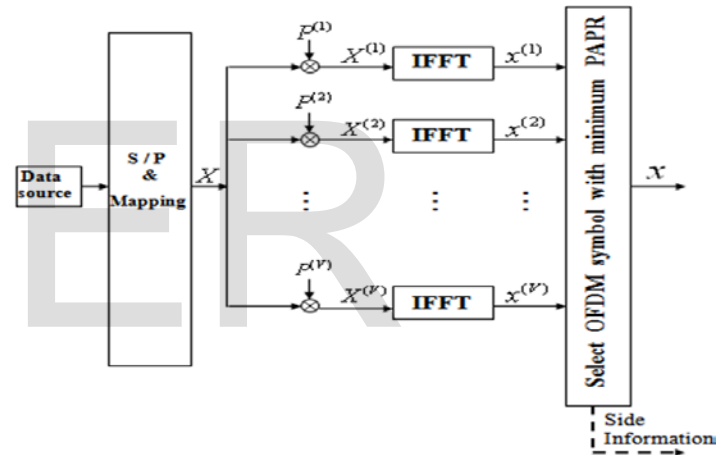 P(1)
X(1)
IFFT
x(1)
P(2)
X(2)
IFFT
x(2)
Data
source
S / P
&
Mapping
X
⋮
⋮
⋮
P(V)
X(V)
IFFT
x(V)
Select OFDM symbol with minimum PAPR
x
Side
Information
ER